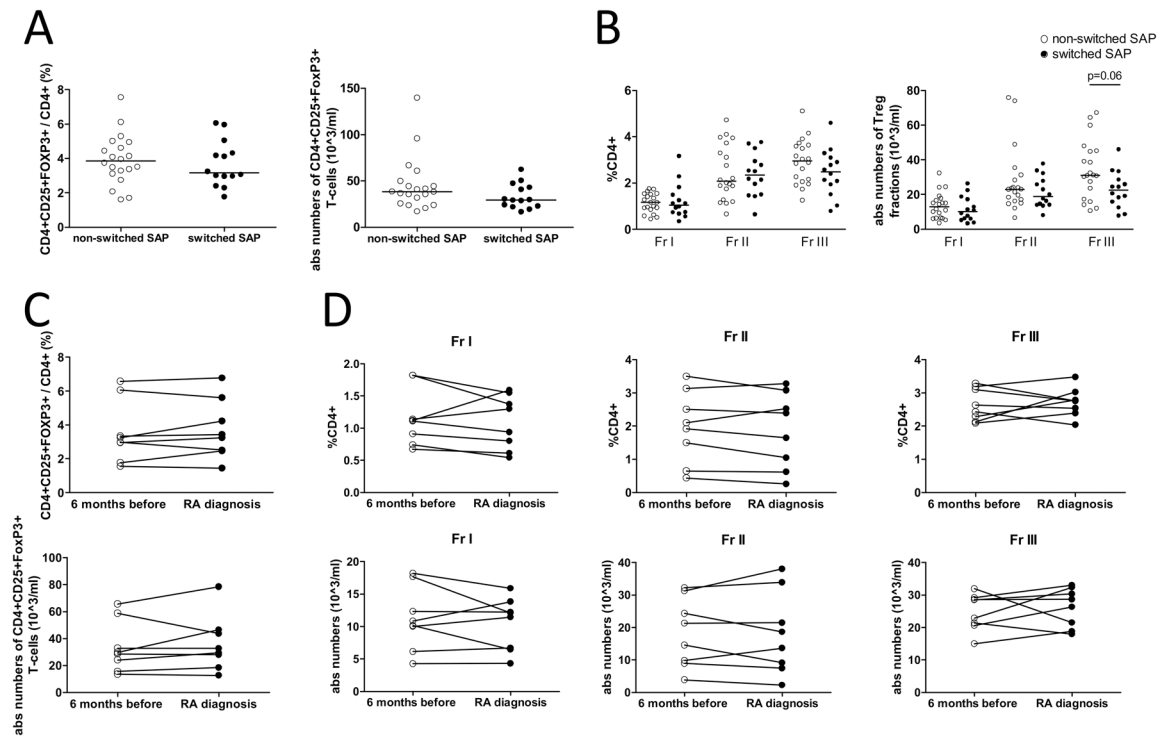 A
CD4+CD25+FOXP3+ / CD4+ (%)
8
6
4
2
0
non-switched SAP
switched SAP
abs numbers of CD4+CD25+FoxP3+
T-cells (10^3/ml)
150
100
50
0
non-switched SAP
switched SAP
B
%CD4+
6
4
2
0
Fr I
Fr II
Fr III
non-switched SAP
switched SAP
p=0.06
abs numbers of Treg
fractions (10^3/ml)
80
60
40
20
0
Fr I
Fr II
Fr III
C
CD4+CD25+FOXP3+ / CD4+ (%)
8
6
4
2
0
6 months before
RA diagnosis
abs numbers of CD4+CD25+FoxP3+
T-cells (10^3/ml)
100
80
60
40
20
0
6 months before
RA diagnosis
D
Fr I
%CD4+
2.0
1.5
1.0
0.5
0.0
6 months before
RA diagnosis
Fr II
%CD4+
4
3
2
1
0
6 months before
RA diagnosis
Fr III
%CD4+
4
3
2
1
0
6 months before
RA diagnosis
Fr I
abs numbers (10^3/ml)
20
15
10
5
0
6 months before
RA diagnosis
Fr II
abs numbers (10^3/ml)
40
30
20
10
0
6 months before
RA diagnosis
Fr III
abs numbers (10^3/ml)
40
30
20
10
0
6 months before
RA diagnosis